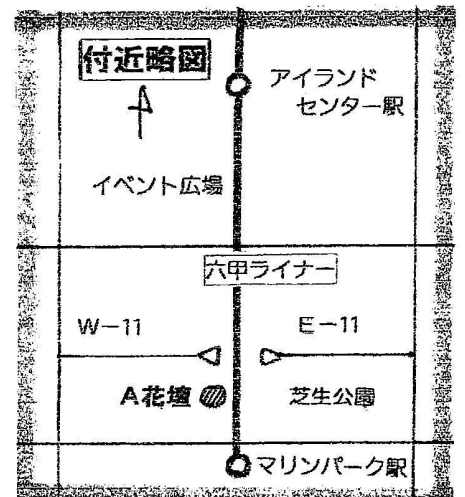 付近略図
アイランド
センター駅
イベント広場
六甲ライナー
W-11
E-11
A花壇
芝生公園
マリンパーク駅